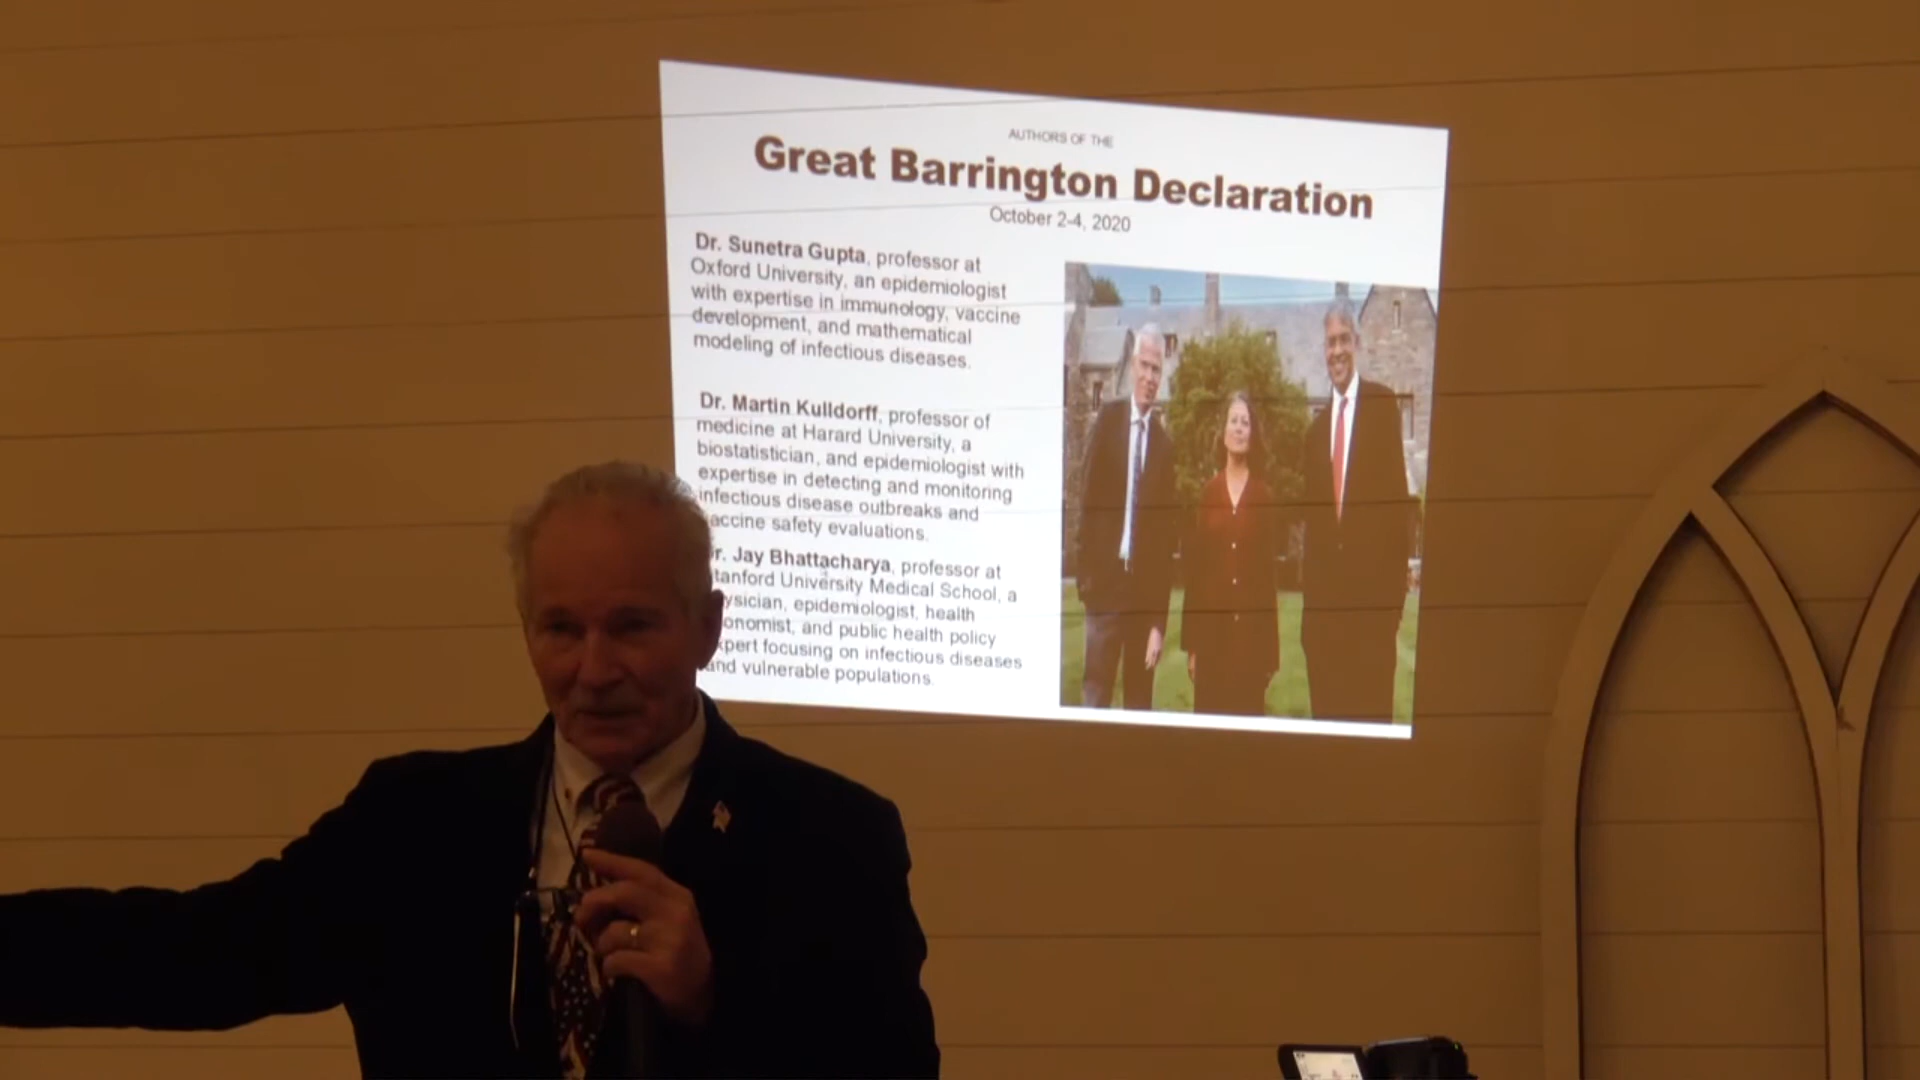 AUTHORS OF THE
Great Barrington Declaration
October 2-4, 2020
Dr. Sunetra Gupta, professor at
Oxford University, an epidemiologist
with expertise in immunology, vaccine
development, and mathematical
modeling of infectious diseases.
Dr. Martin Kulldorff, professor of
medicine at Harard University, a
biostatistician, and epidemiologist with
expertise in detecting and monitoring
infectious disease outbreaks and
accine safety evaluations.
r. Jay Bhattacharya, professor at
tanford University Medical School, a
ysician, epidemiologist, health
onomist, and public health policy
xpert focusing on infectious diseases
and vulnerable populations.